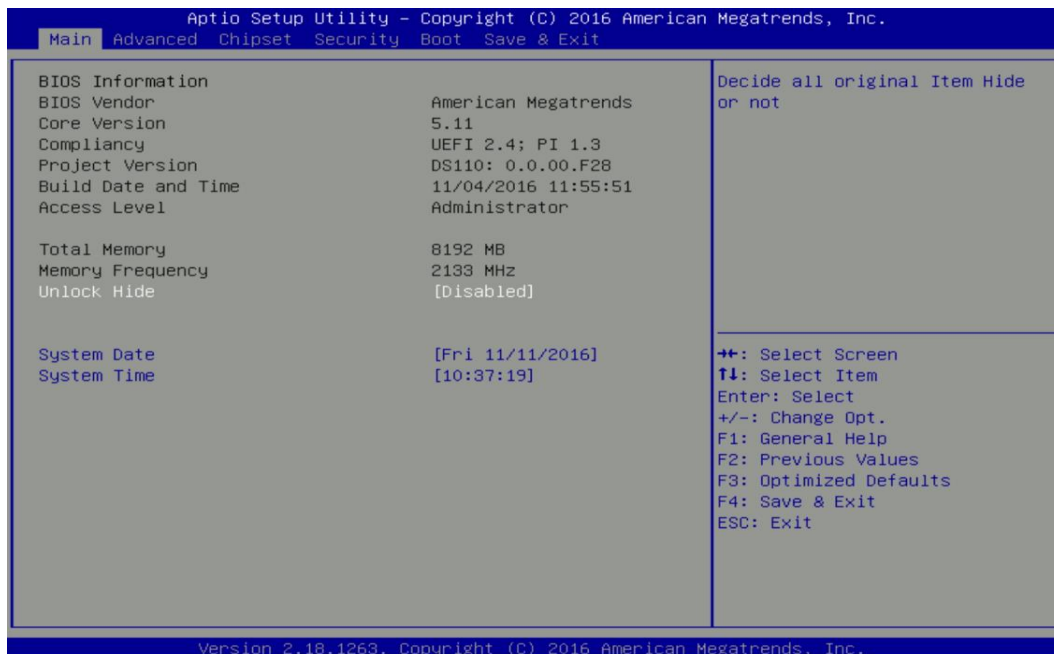 Aptio Setup Utility – Copyright (C) 2016 American Megatrends, Inc.
Main Advanced Chipset Security Boot Save & Exit
BIOS Information
BIOS Vendor American Megatrends
Core Version 5.11
Compliancy UEFI 2.4; PI 1.3
Project Version DS110: 0.0.00.F28
Build Date and Time 11/04/2016 11:55:51
Access Level Administrator
Total Memory 8192 MB
Memory Frequency 2133 MHz
Unlock Hide [Disabled]
System Date [Fri 11/11/2016]
System Time [10:37:19]
Decide all original Item Hide
or not
→←: Select Screen
↑↓: Select Item
Enter: Select
+/-: Change Opt.
F1: General Help
F2: Previous Values
F3: Optimized Defaults
F4: Save & Exit
ESC: Exit
Version 2.18.1263. Copyright (C) 2016 American Megatrends, Inc.